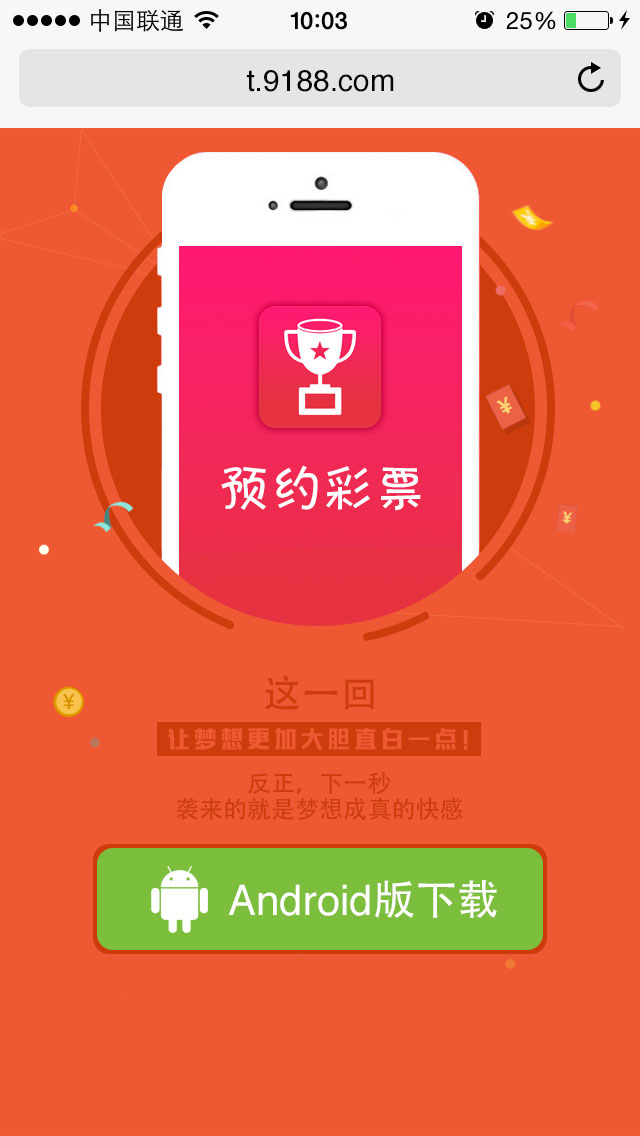 中国联通 10:03 25%
t.9188.com
预约彩票
这一回
让梦想更加大胆直白一点！
反正，下一秒
袭来的就是梦想成真的快感
Android版下载